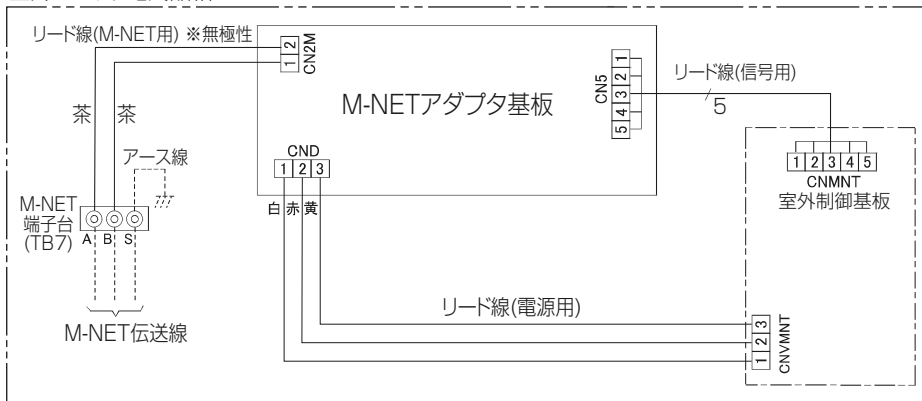 リード線(M-NET用) ※無極性
2
1
CN2M
M-NETアダプタ基板
CN5
1
2
3
4
5
リード線(信号用)
5
茶
茶
アース線
CND
1 2 3
白 赤 黄
M-NET
端子台
(TB7)
A B S
M-NET伝送線
1 2 3 4 5
CNMNT
室外制御基板
リード線(電源用)
3
2
1
CNVMNT